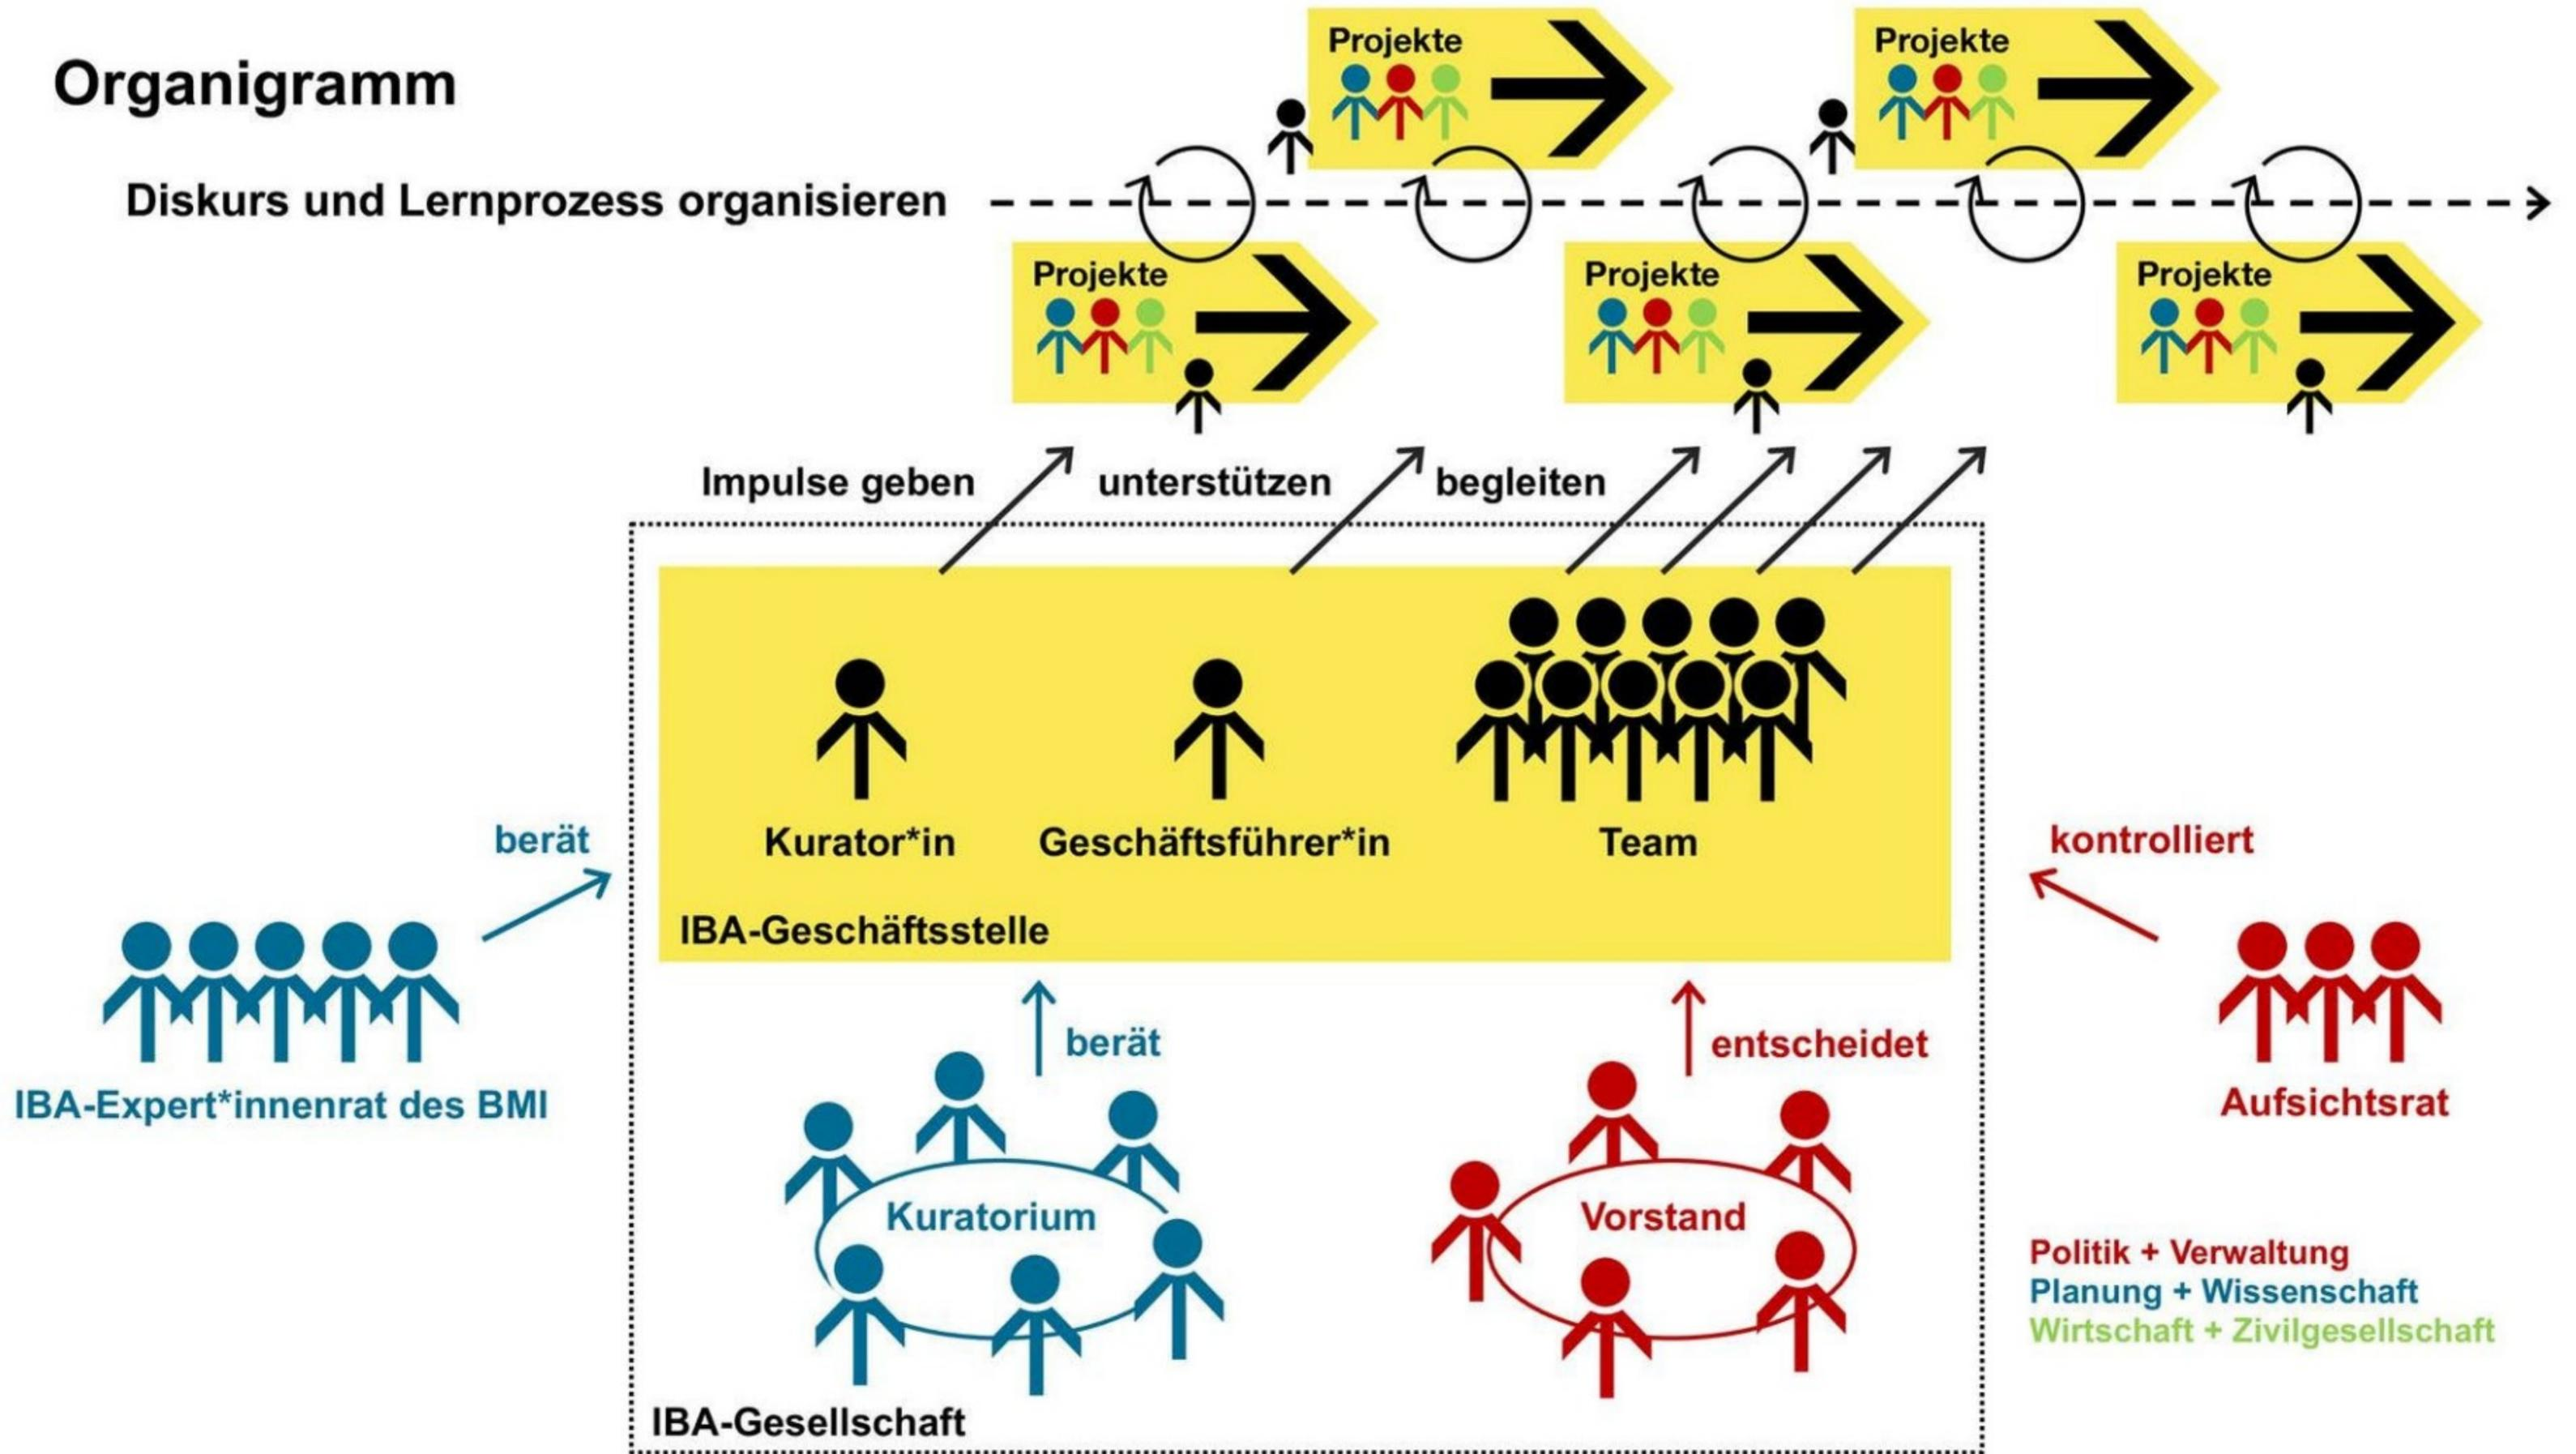 Organigramm
Projekte
Projekte
Diskurs und Lernprozess organisieren
Projekte
Projekte
Projekte
Impulse geben
unterstützen
begleiten
Kurator*in
Geschäftsführer*in
Team
IBA-Geschäftsstelle
berät
IBA-Expert*innenrat des BMI
kontrolliert
Aufsichtsrat
berät
entscheidet
Kuratorium
Vorstand
IBA-Gesellschaft
Politik + Verwaltung
Planung + Wissenschaft
Wirtschaft + Zivilgesellschaft